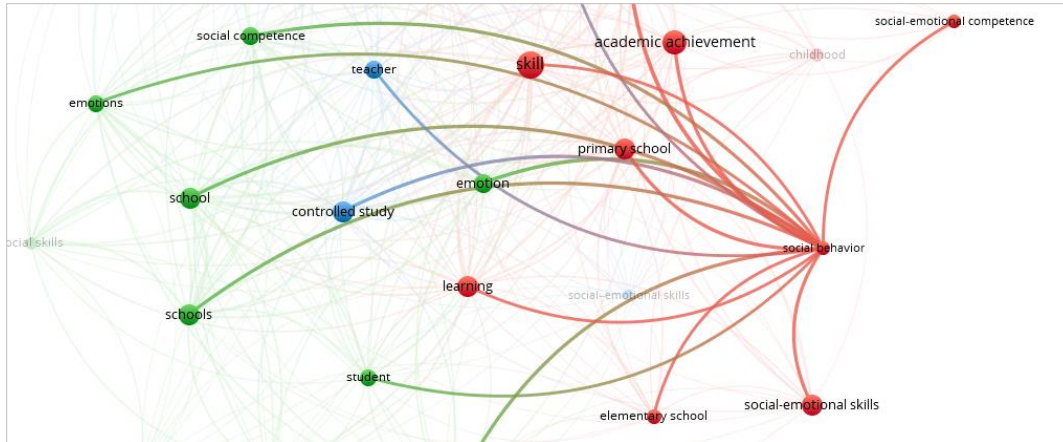 social-emotional competence
social competence
academic achievement
childhood
skill
teacher
emotions
primary school
emotion
school
controlled study
ocial skills
social behavior
learning
social–emotional skills
schools
student
social-emotional skills
elementary school